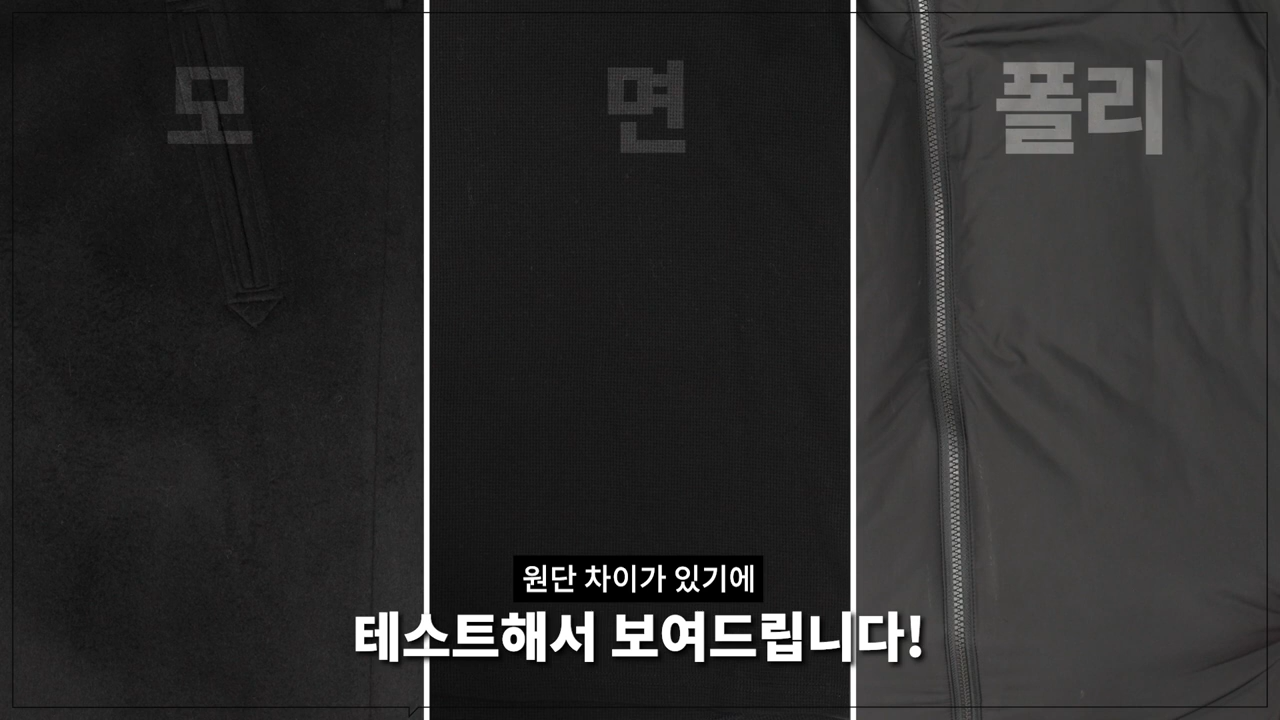 모
면
폴리
원단 차이가 있기에
테스트해서 보여드립니다!